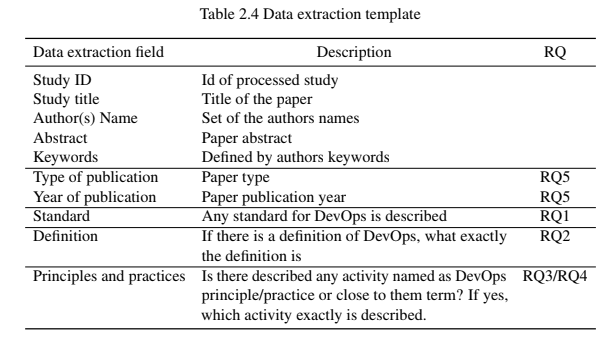 Table 2.4 Data extraction template
Data extraction field Description RQ
Study ID Id of processed study
Study title Title of the paper
Author(s) Name Set of the authors names
Abstract Paper abstract
Keywords Defined by authors keywords
Type of publication Paper type RQ5
Year of publication Paper publication year RQ5
Standard Any standard for DevOps is described RQ1
Definition If there is a definition of DevOps, what exactly RQ2
the definition is
Principles and practices Is there described any activity named as DevOps RQ3/RQ4
principle/practice or close to them term? If yes,
which activity exactly is described.